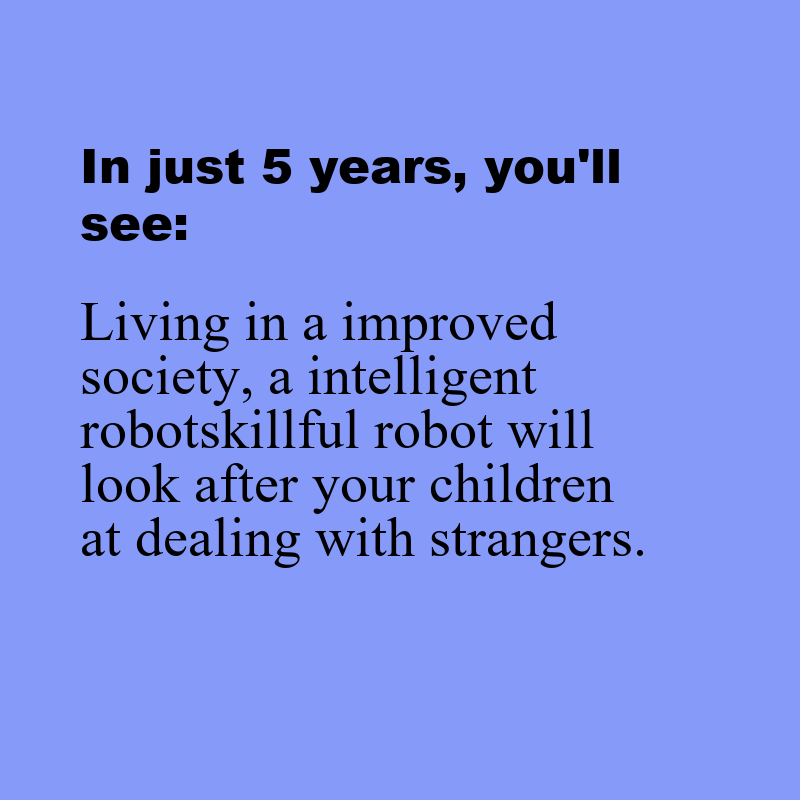 In just 5 years, you'll
see:
Living in a improved
society, a intelligent
robotskillful robot will
look after your children
at dealing with strangers.